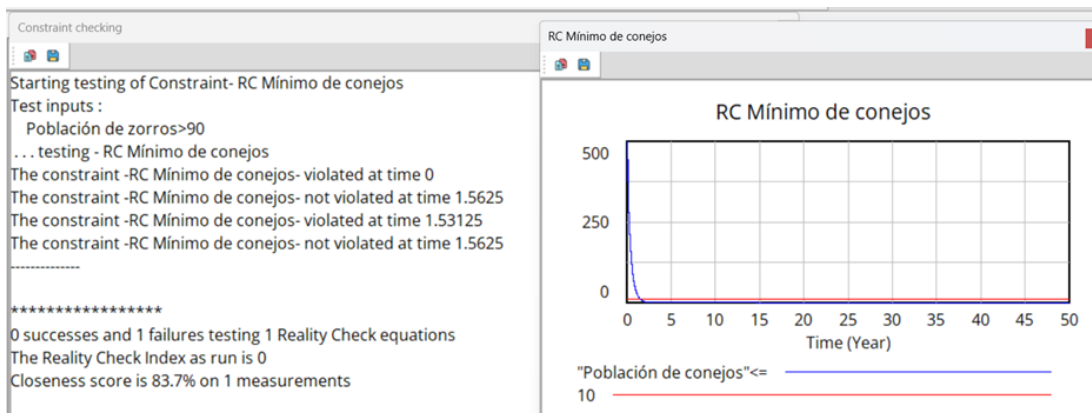 Constraint checking
Starting testing of Constraint- RC Mínimo de conejos
Test inputs :
Población de zorros>90
. . . testing - RC Mínimo de conejos
The constraint -RC Mínimo de conejos- violated at time 0
The constraint -RC Mínimo de conejos- not violated at time 1.5625
The constraint -RC Mínimo de conejos- violated at time 1.53125
The constraint -RC Mínimo de conejos- not violated at time 1.5625
--------------
*****************
0 successes and 1 failures testing 1 Reality Check equations
The Reality Check Index as run is 0
Closeness score is 83.7% on 1 measurements
RC Mínimo de conejos
RC Mínimo de conejos
500
250
0
0 5 10 15 20 25 30 35 40 45 50
Time (Year)
"Población de conejos"<=
10